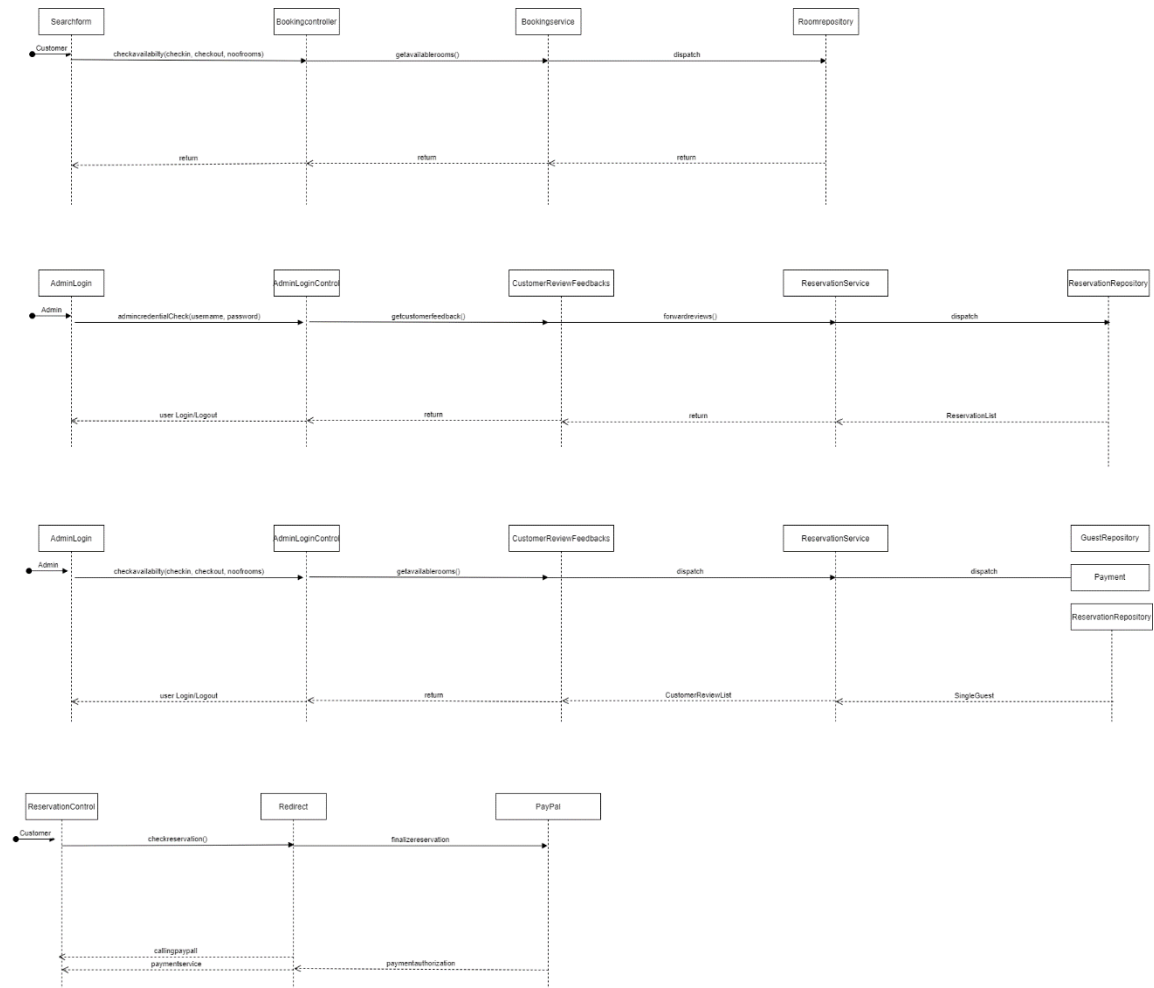 Searchform
Bookingcontroller
Bookingservice
Roomrepository
Customer
checkavailabilty(checkin, checkout, noofrooms)
getavailablerooms()
dispatch
return
return
return
AdminLogin
AdminLoginControl
CustomerReviewFeedbacks
ReservationService
ReservationRepository
Admin
admincredentialCheck(username, password)
getcustomerfeedback()
forwardreviews()
dispatch
user Login/Logout
return
return
ReservationList
AdminLogin
AdminLoginControl
CustomerReviewFeedbacks
ReservationService
GuestRepository
Admin
checkavailabilty(checkin, checkout, noofrooms)
getavailablerooms()
dispatch
dispatch
Payment
ReservationRepository
user Login/Logout
return
CustomerReviewList
SingleGuest
ReservationControl
Redirect
PayPal
Customer
checkreservation()
finalizereservation
callingpaypall
paymentservice
paymentauthorization